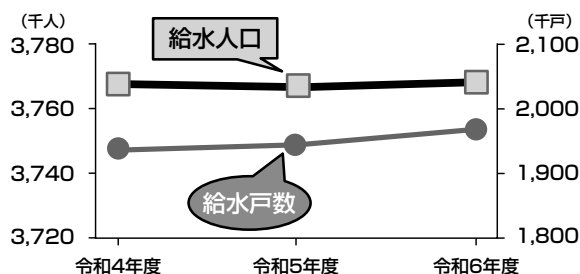 （千人）
（千戸）
3,780
2,100
給水人口
3,760
2,000
3,740
1,900
給水戸数
3,720
1,800
令和4年度
令和5年度
令和6年度